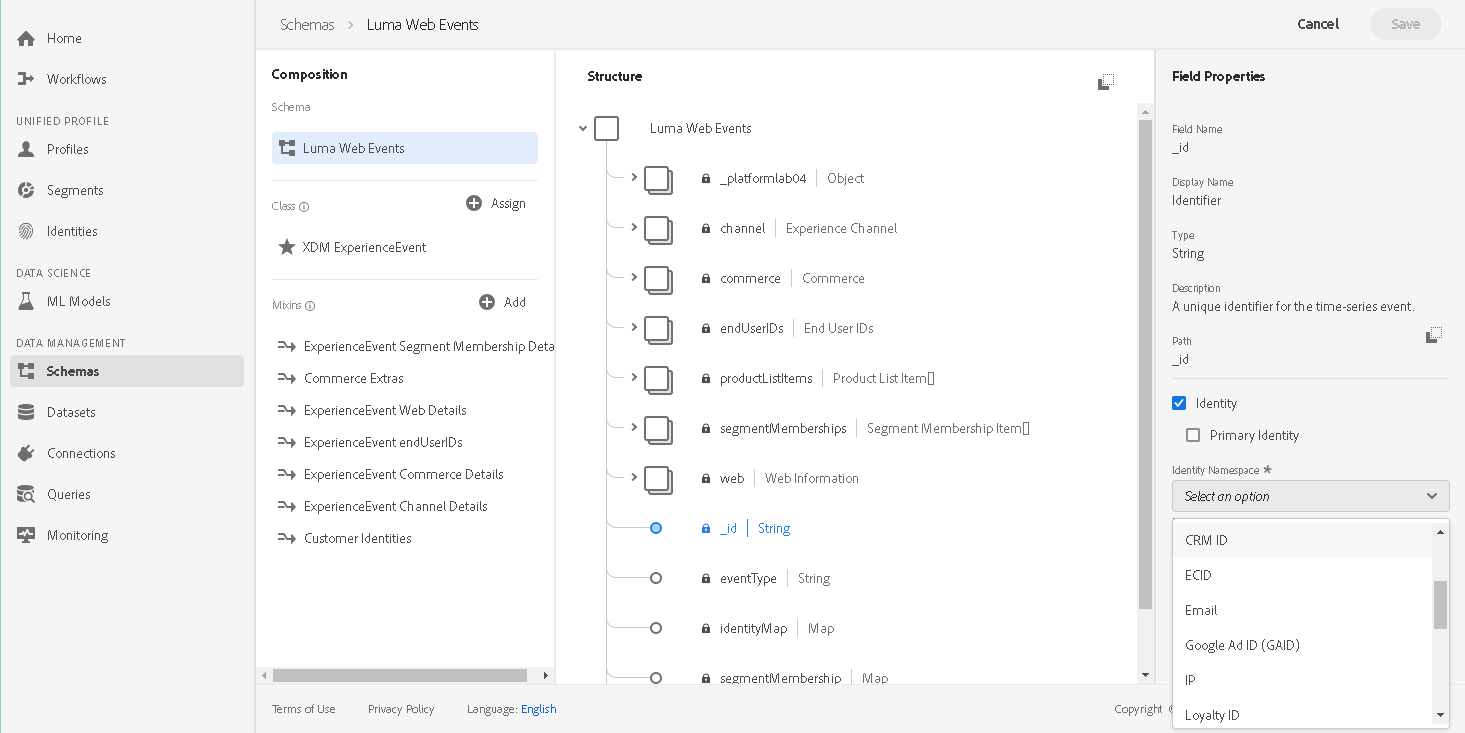 Home
Workflows
UNIFIED PROFILE
Profiles
Segments
Identities
DATA SCIENCE
ML Models
DATA MANAGEMENT
Schemas
Datasets
Connections
Queries
Monitoring
Schemas > Luma Web Events
Cancel
Save
Composition
Schema
Luma Web Events
Class
Assign
XDM ExperienceEvent
Mixins
Add
ExperienceEvent Segment Membership Deta
Commerce Extras
ExperienceEvent Web Details
ExperienceEvent endUserIDs
ExperienceEvent Commerce Details
ExperienceEvent Channel Details
Customer Identities
Structure
Luma Web Events
_platformlab04 | Object
channel | Experience Channel
commerce | Commerce
endUserIDs | End User IDs
productListItems | Product List Item[]
segmentMemberships | Segment Membership Item[]
web | Web Information
_id | String
eventType | String
identityMap | Map
segmentMembership | Map
Field Properties
Field Name
_id
Display Name
Identifier
Type
String
Description
A unique identifier for the time-series event.
Path
_id
Identity
Primary Identity
Identity Namespace *
Select an option
CRM ID
ECID
Email
Google Ad ID (GAID)
IP
Loyalty ID
Terms of Use
Privacy Policy
Language: English
Copyright